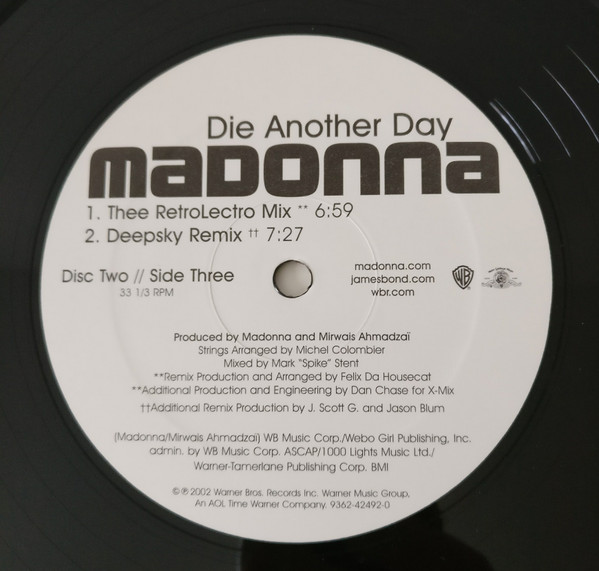 Die Another Day
madonna
1. Thee RetroLectro Mix ** 6:59
2. Deepsky Remix †† 7:27
Disc Two // Side Three
33 1/3 RPM
madonna.com
jamesbond.com
wbr.com
WB
Produced by Madonna and Mirwais Ahmadzaï
Strings Arranged by Michel Colombier
Mixed by Mark "Spike" Stent
**Remix Production and Arranged by Felix Da Housecat
**Additional Production and Engineering by Dan Chase for X-Mix
††Additional Remix Production by J. Scott G. and Jason Blum
(Madonna/Mirwais Ahmadzaï) WB Music Corp./Webo Girl Publishing, Inc.
admin. by WB Music Corp. ASCAP/1000 Lights Music Ltd./
Warner-Tamerlane Publishing Corp. BMI
© ℗ 2002 Warner Bros. Records Inc. Warner Music Group,
An AOL Time Warner Company. 9362-42492-0